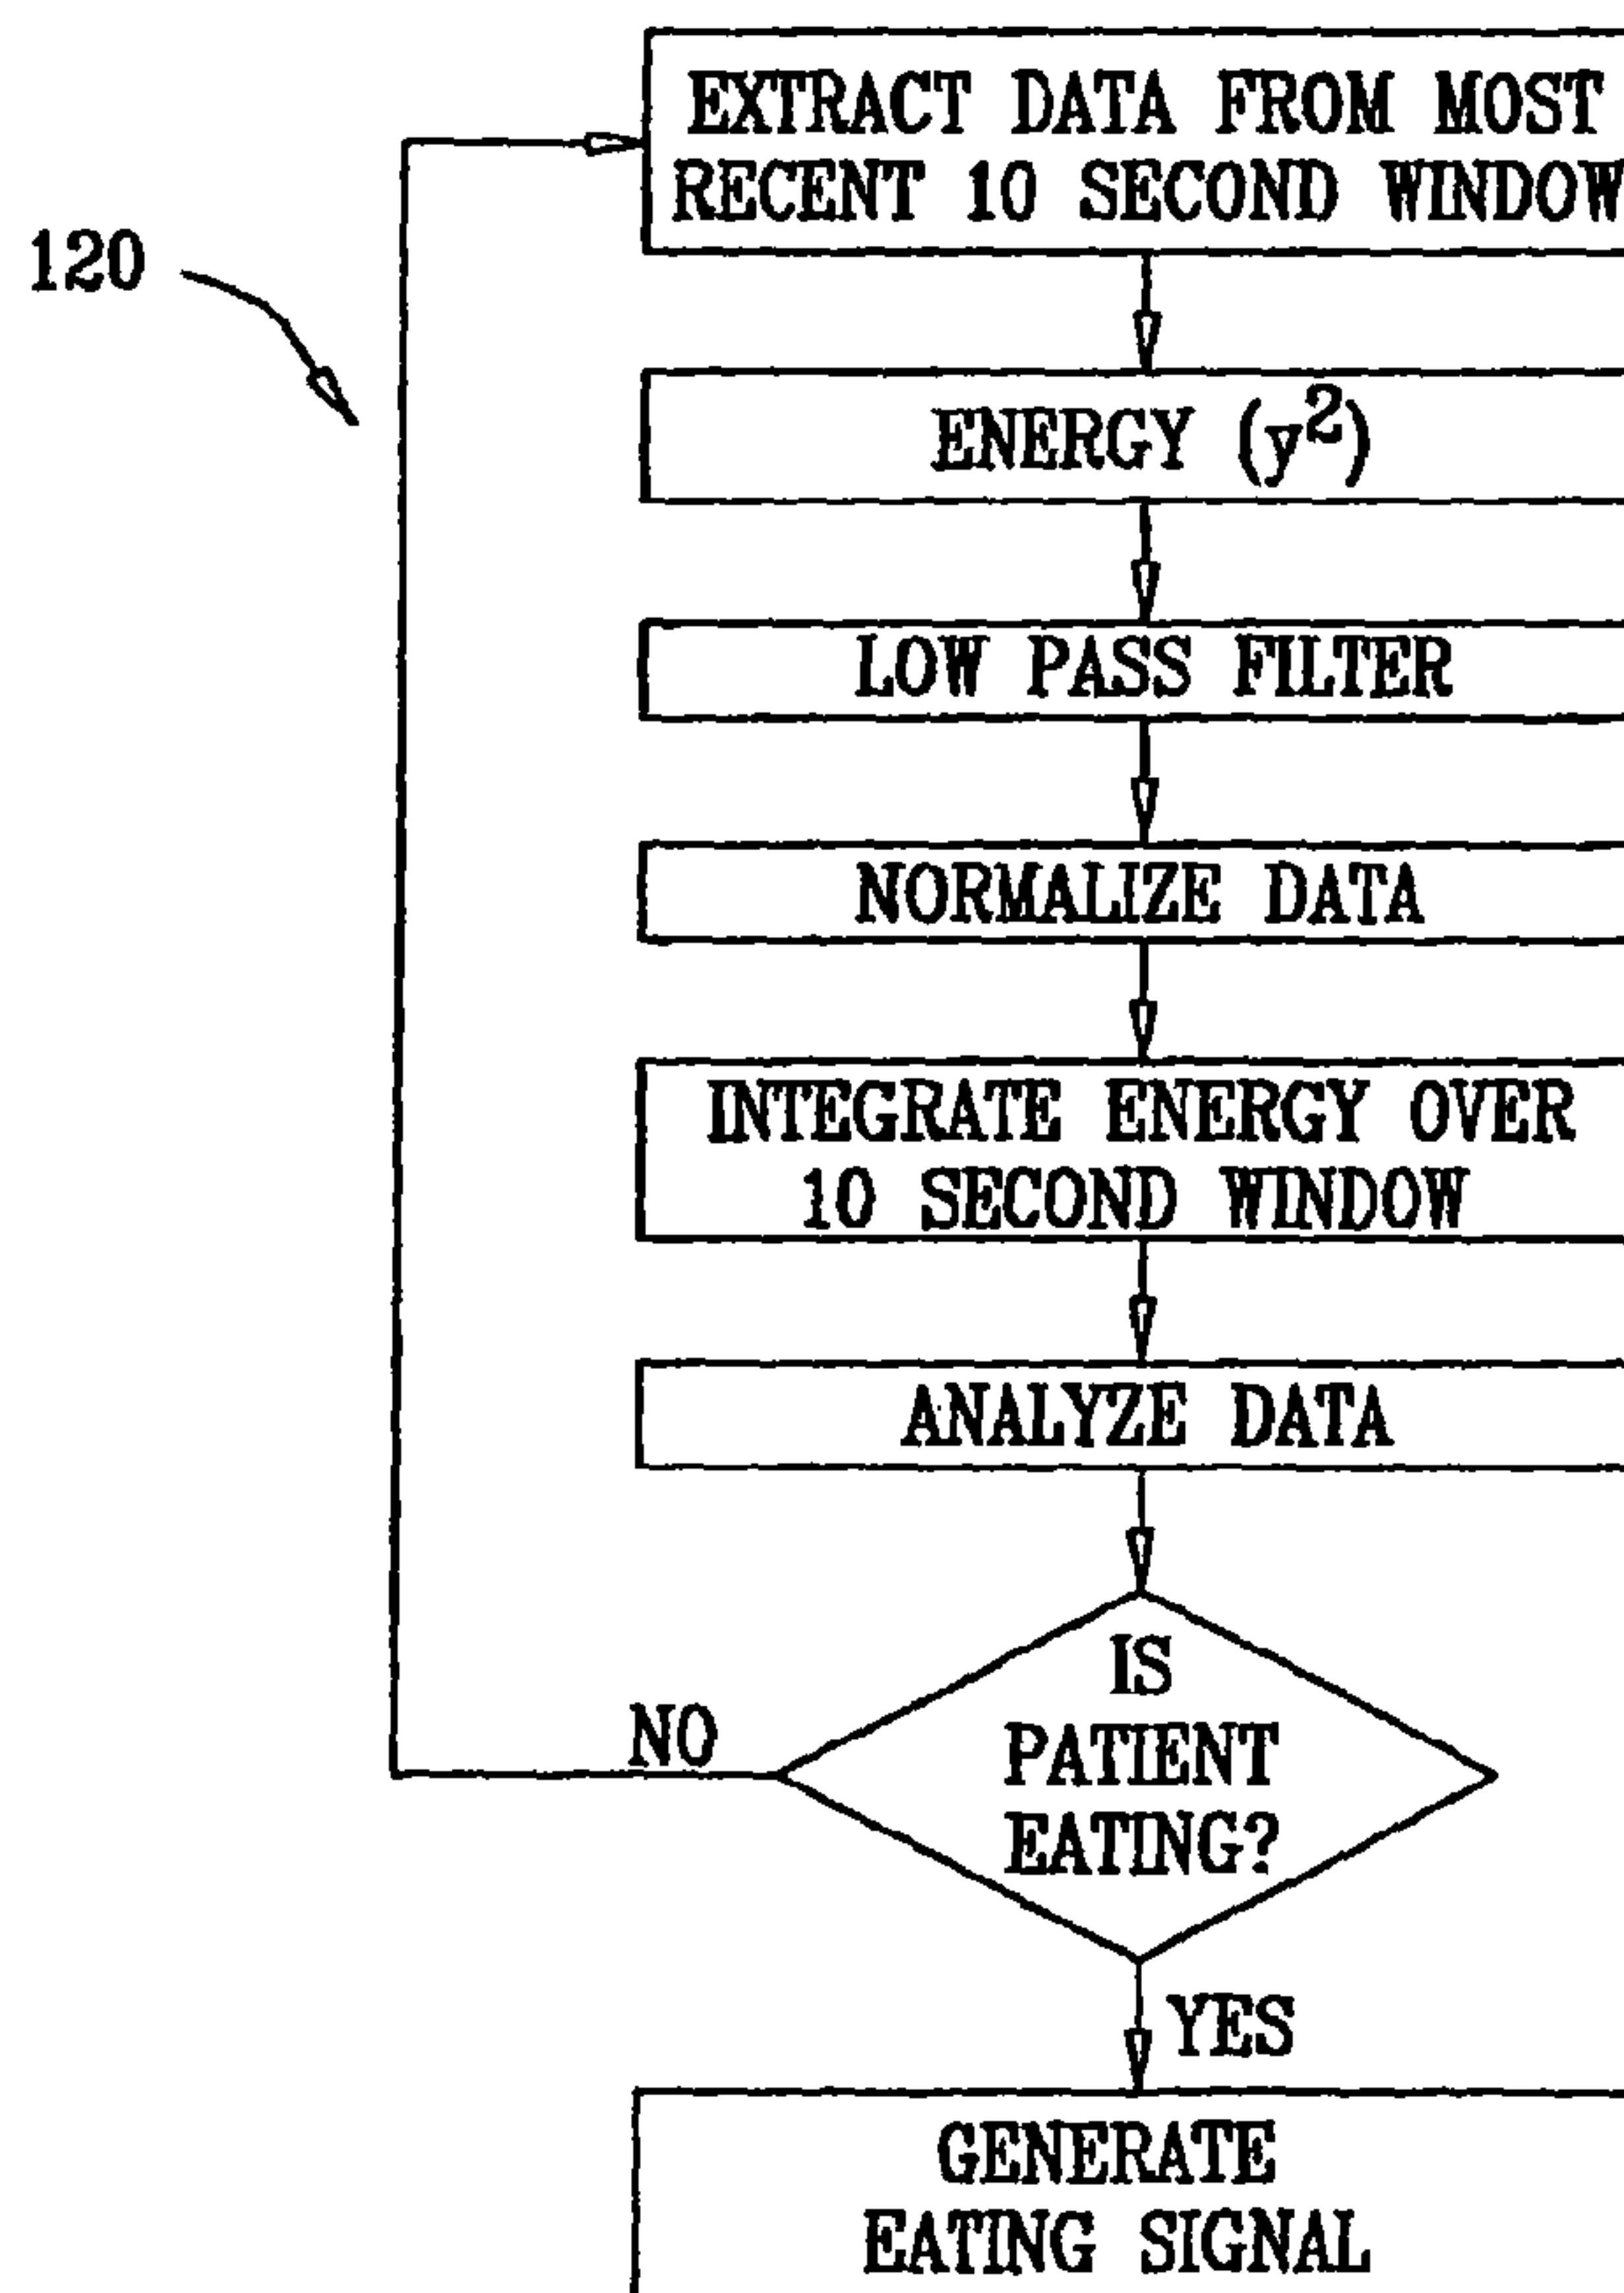 EXTRACT DATA FROM MOST
RECENT 10 SECOND WINDOW
120
ENERGY (y²)
LOW PASS FILTER
NORMALIZE DATA
INTEGRATE ENERGY OVER
10 SECOND WINDOW
ANALYZE DATA
IS
PATIENT
EATING?
NO
YES
GENERATE
EATING SIGNAL